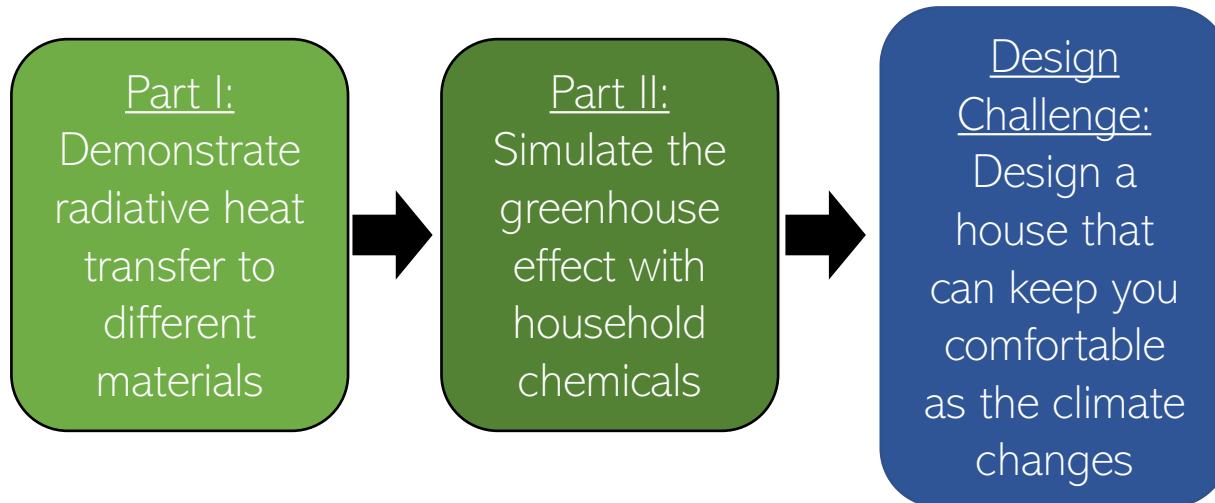 Part I:
Demonstrate
radiative heat
transfer to
different
materials
Part II:
Simulate the
greenhouse
effect with
household
chemicals
Design
Challenge:
Design a
house that
can keep you
comfortable
as the climate
changes